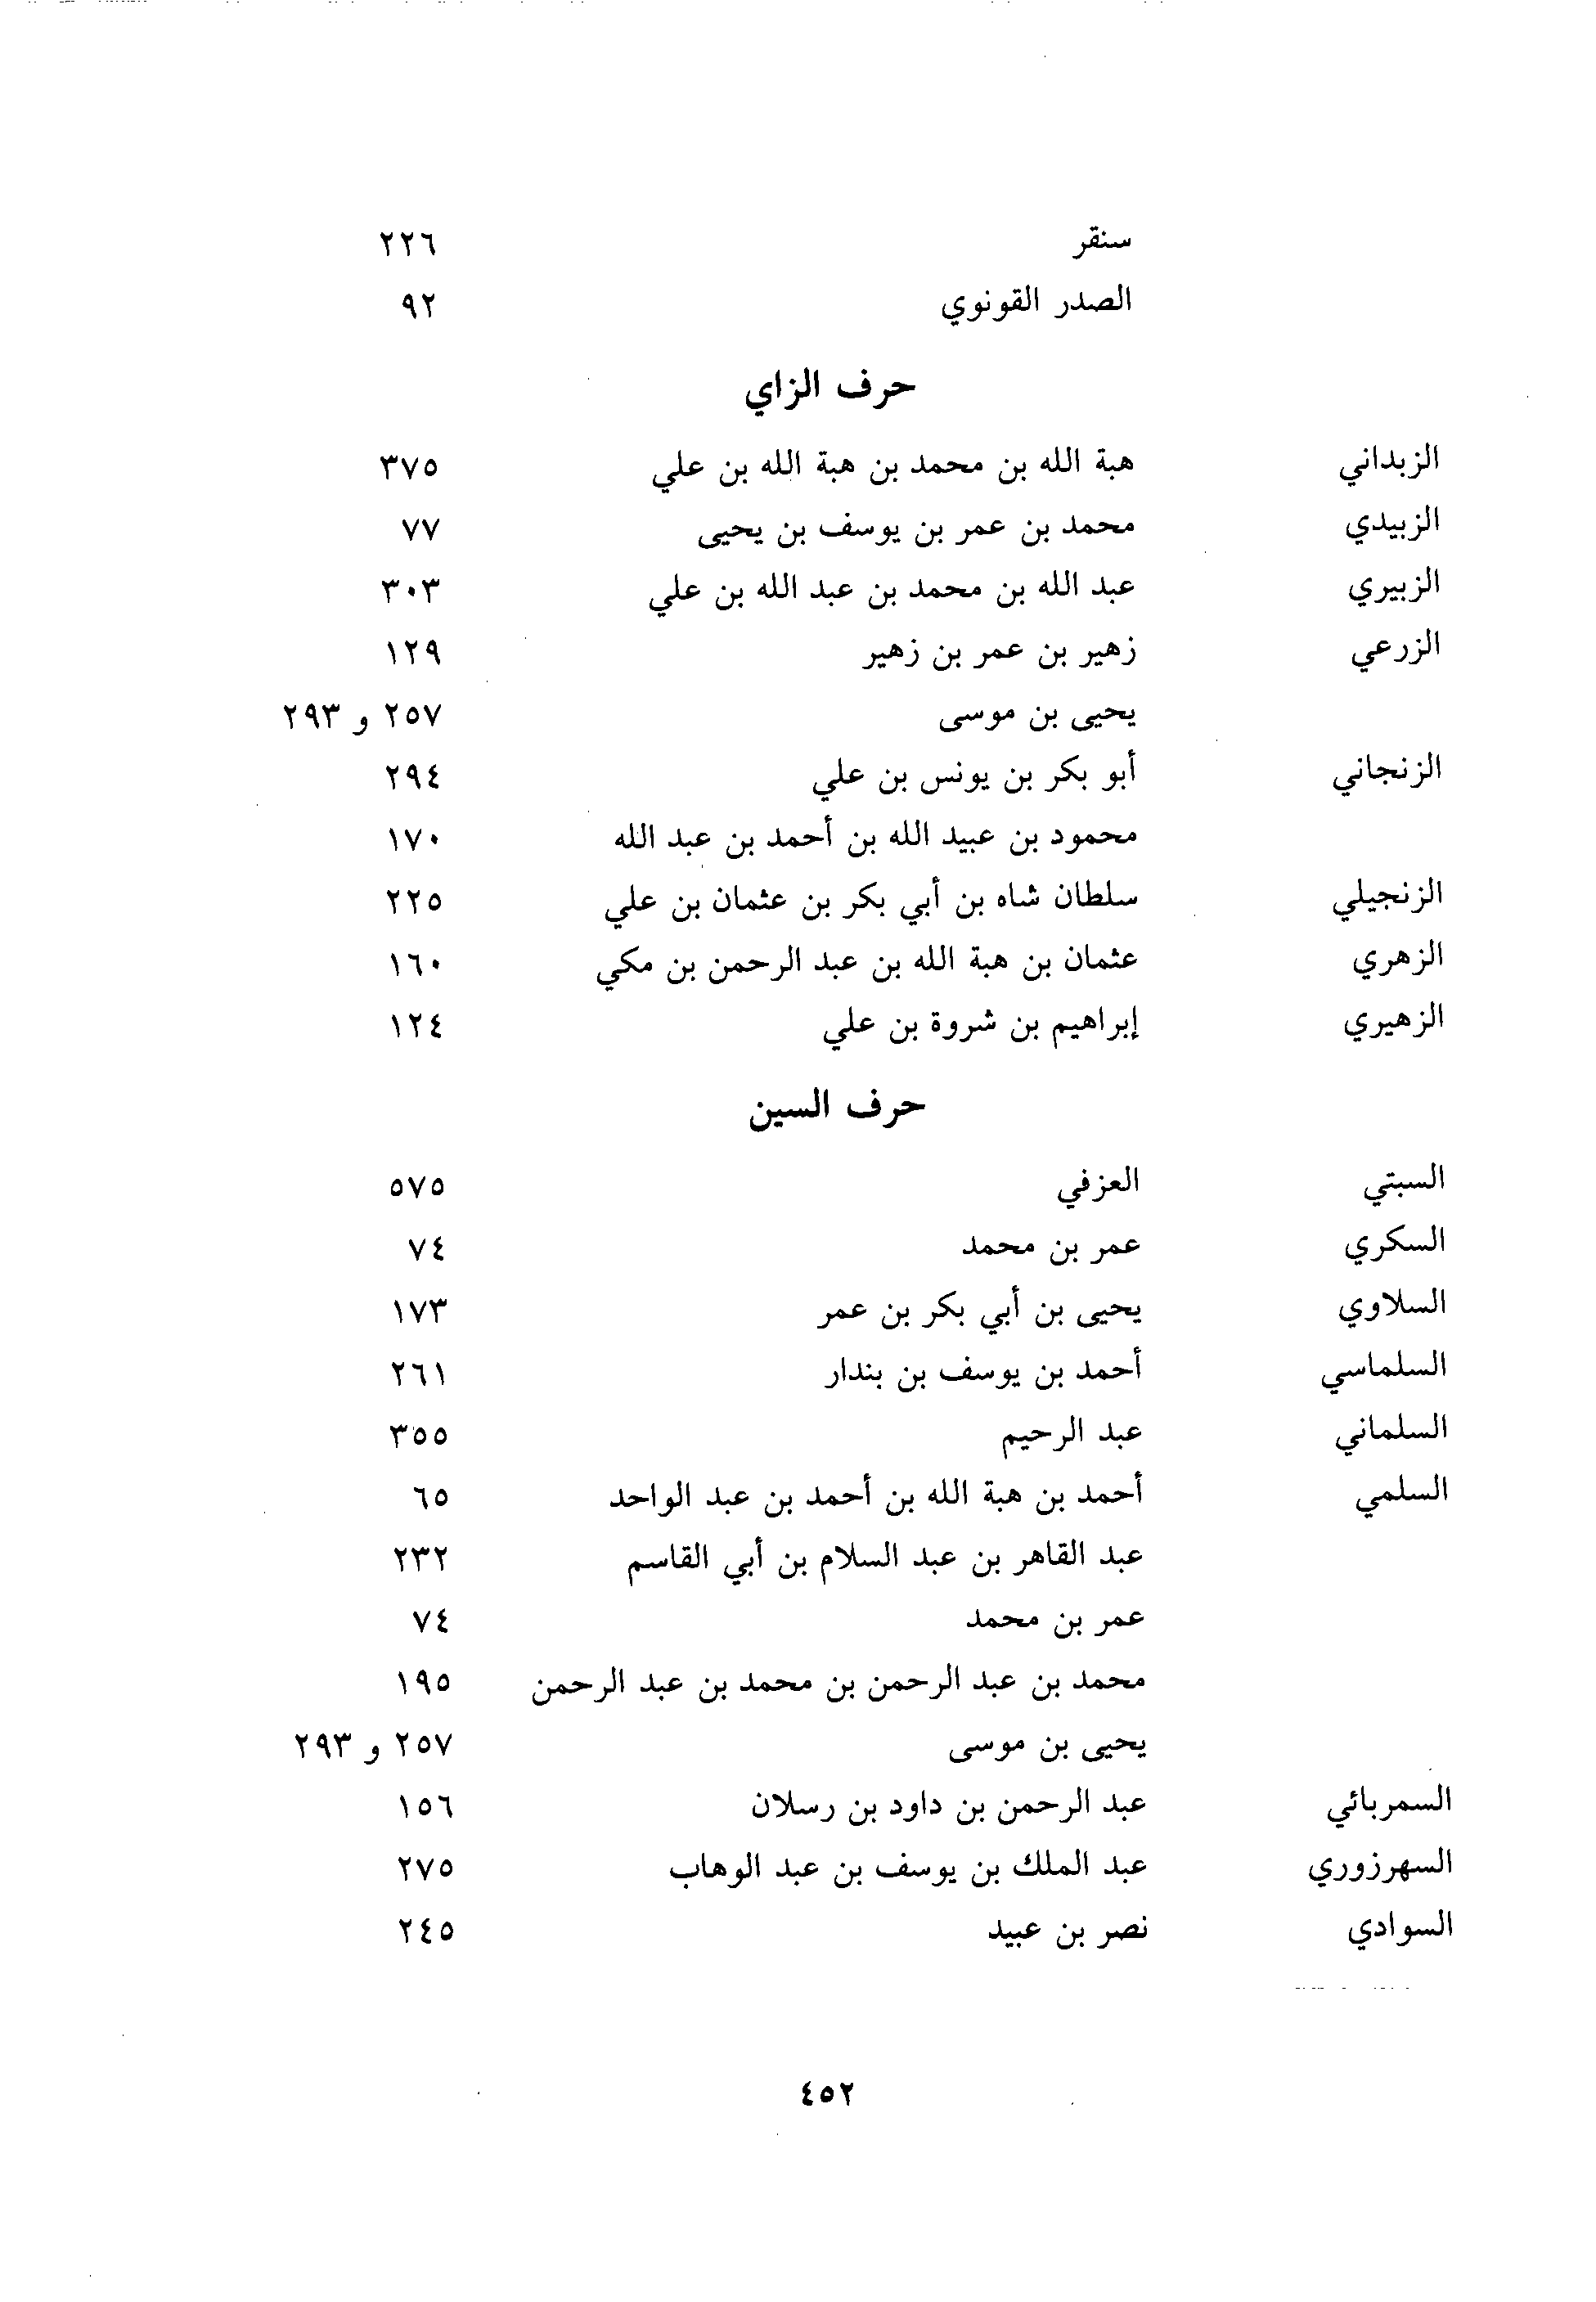 سنقر ٢٢٦
الصدر القونوي ٩٢
حرف الزاي
الزبداني هبة الله بن محمد بن هبة الله بن علي ٣٧٥
الزبيدي محمد بن عمر بن يوسف بن يحيى ٧٧
الزبيري عبد الله بن محمد بن عبد الله بن علي ٣٠٣
الزرعي زهير بن عمر بن زهير ١٢٩
يحيى بن موسى ٢٥٧ و ٢٩٣
الزنجاني أبو بكر بن يونس بن علي ٢٩٤
محمود بن عبيد الله بن أحمد بن عبد الله ١٧٠
الزنجيلي سلطان شاه بن أبي بكر بن عثمان بن علي ٢٢٥
الزهري عثمان بن هبة الله بن عبد الرحمن بن مكي ١٦٠
الزهيري إبراهيم بن شروة بن علي ١٢٤
حرف السين
السبتي العزفي ٥٧٥
السكري عمر بن محمد ٧٤
السلاوي يحيى بن أبي بكر بن عمر ١٧٣
السلماسي أحمد بن يوسف بن بندار ٢٦١
السلماني عبد الرحيم ٣٥٥
السلمي أحمد بن هبة الله بن أحمد بن عبد الواحد ٦٥
عبد القاهر بن عبد السلام بن أبي القاسم ٢٣٢
عمر بن محمد ٧٤
محمد بن عبد الرحمن بن محمد بن عبد الرحمن ١٩٥
يحيى بن موسى ٢٥٧ و ٢٩٣
السمربائي عبد الرحمن بن داود بن رسلان ١٥٦
السهرزوري عبد الملك بن يوسف بن عبد الوهاب ٢٧٥
السوادي نصر بن عبيد ٢٤٥
٤٥٢